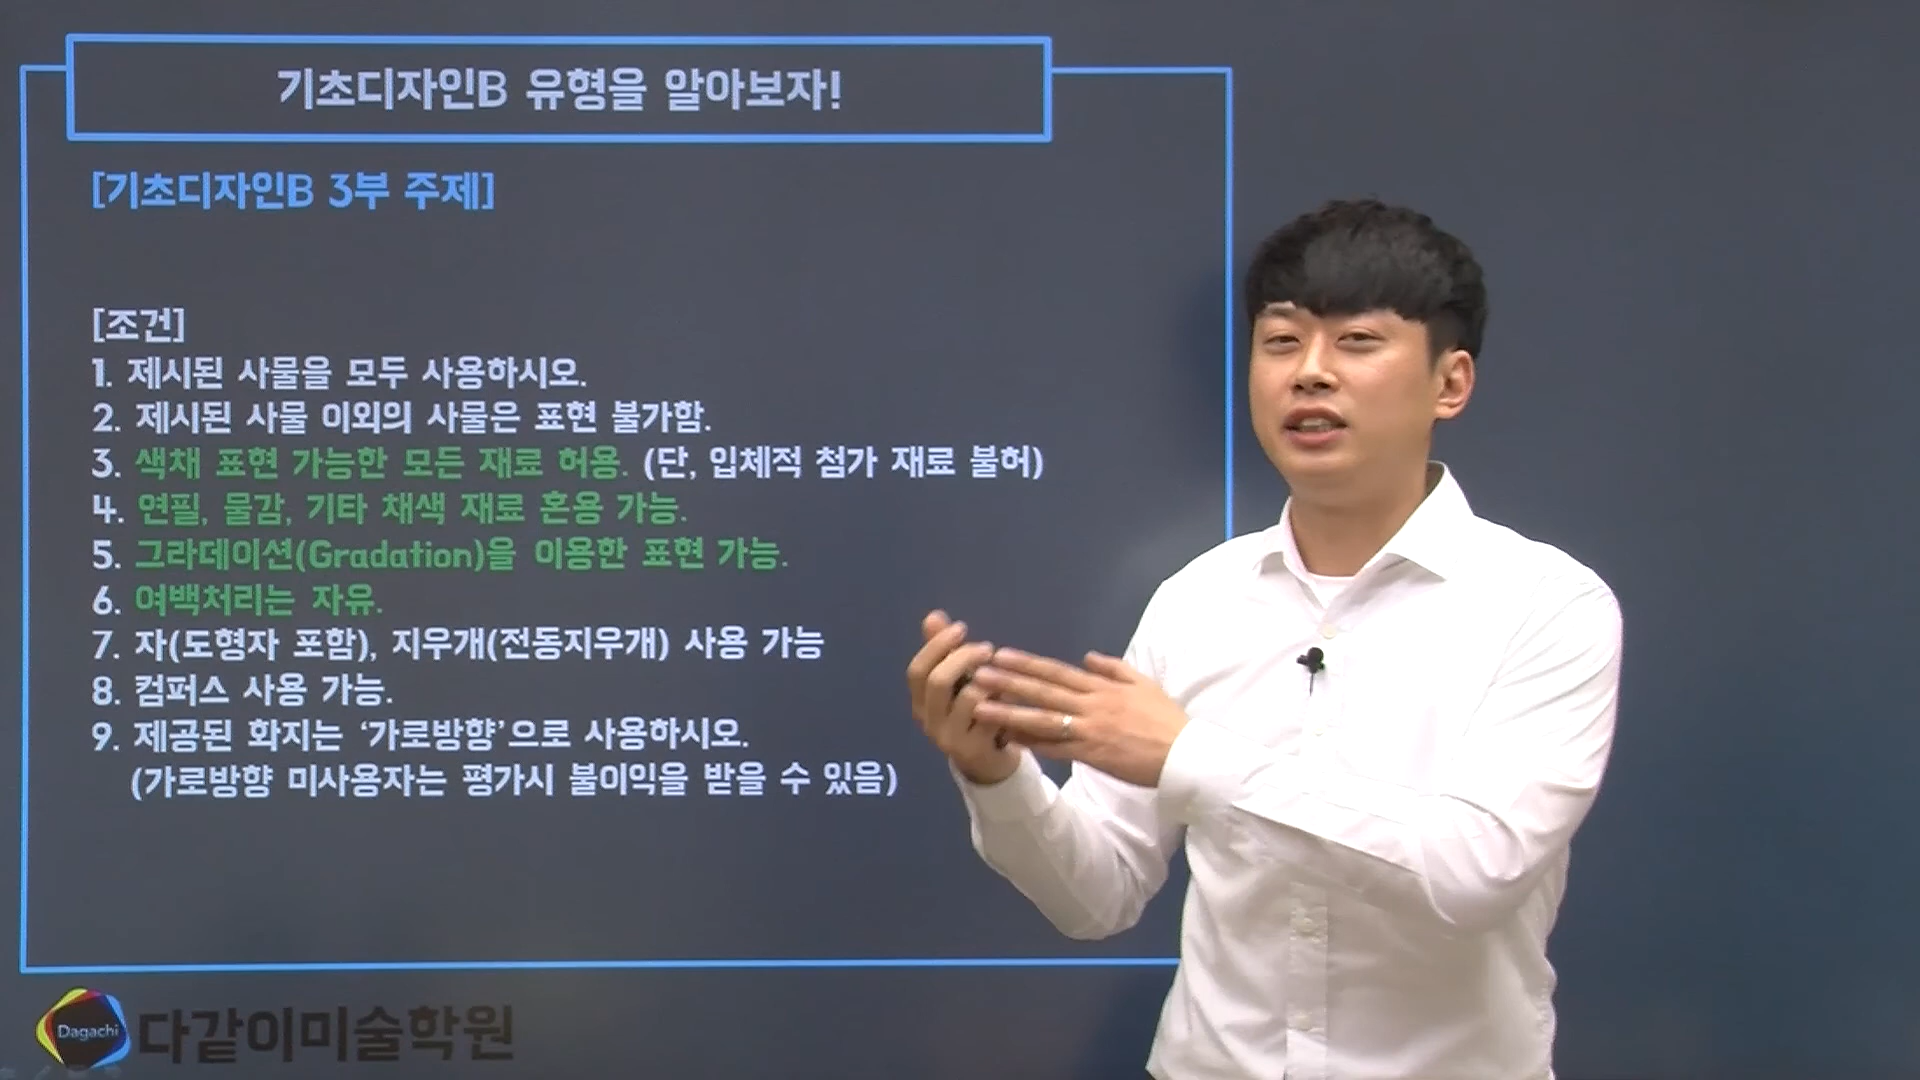 기초디자인B 유형을 알아보자!
[기초디자인B 3부 주제]
[조건]
1. 제시된 사물을 모두 사용하시오.
2. 제시된 사물 이외의 사물은 표현 불가함.
3. 색채 표현 가능한 모든 재료 허용. (단, 입체적 첨가 재료 불허)
4. 연필, 물감, 기타 채색 재료 혼용 가능.
5. 그라데이션(Gradation)을 이용한 표현 가능.
6. 여백처리는 자유.
7. 자(도형자 포함), 지우개(전동지우개) 사용 가능
8. 컴퍼스 사용 가능.
9. 제공된 화지는 ‘가로방향’으로 사용하시오.
(가로방향 미사용자는 평가시 불이익을 받을 수 있음)
Dagachi 다같이미술학원